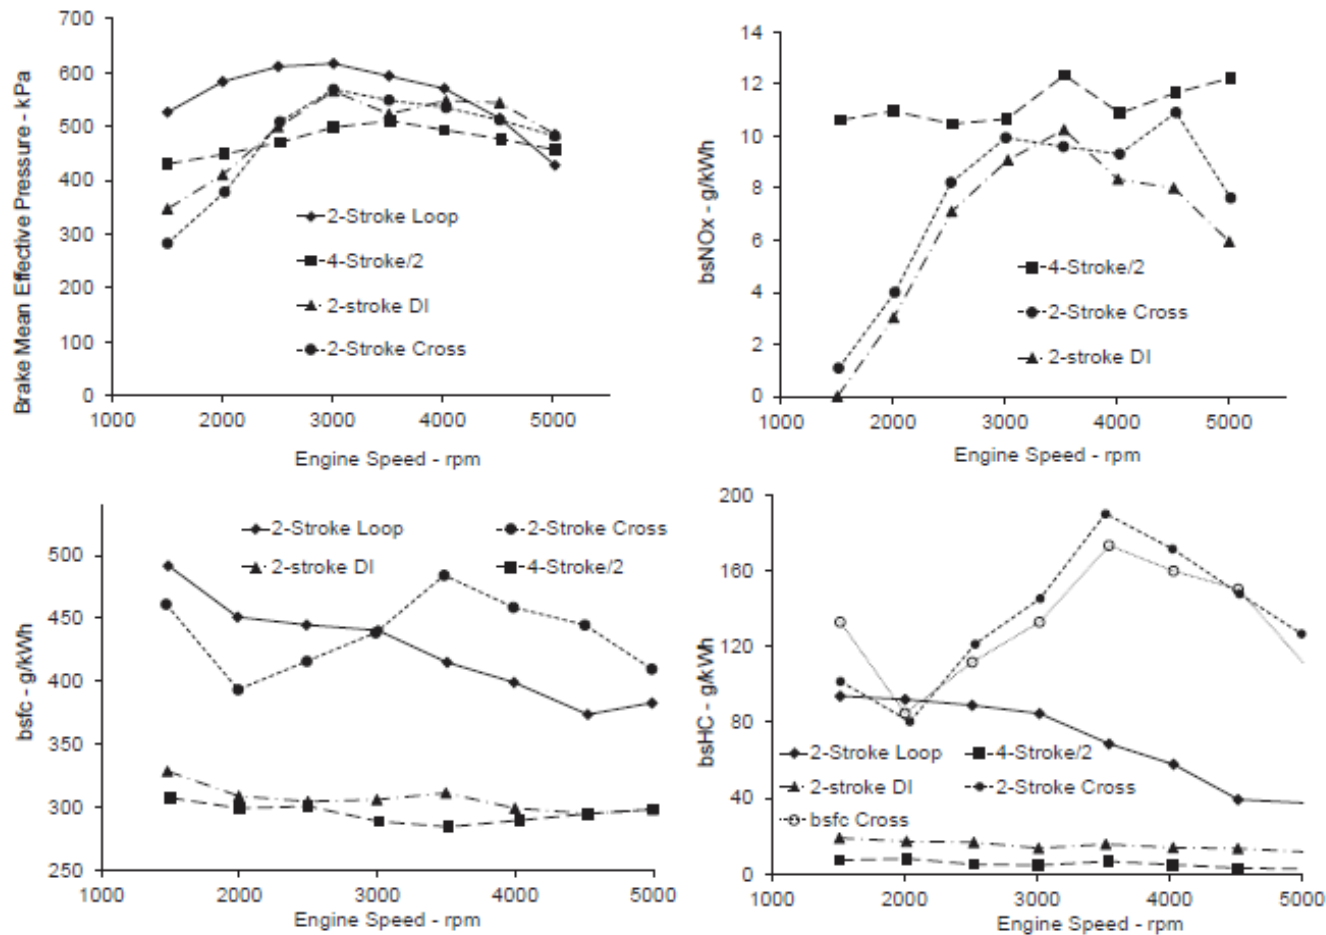 Brake Mean Effective Pressure - kPa
700
600
500
400
300
200
100
0
2-Stroke Loop
4-Stroke/2
2-stroke DI
2-Stroke Cross
1000 2000 3000 4000 5000
Engine Speed - rpm
bsNOx - g/kWh
14
12
10
8
6
4
2
0
4-Stroke/2
2-Stroke Cross
2-stroke DI
1000 2000 3000 4000 5000
Engine Speed - rpm
bsfc - g/kWh
2-Stroke Loop 2-Stroke Cross
2-stroke DI 4-Stroke/2
500
450
400
350
300
250
1000 2000 3000 4000 5000
Engine Speed - rpm
bsHC - g/kWh
200
160
120
80
40
0
2-Stroke Loop 4-Stroke/2
2-stroke DI 2-Stroke Cross
bsfc Cross
1000 2000 3000 4000 5000
Engine Speed - rpm